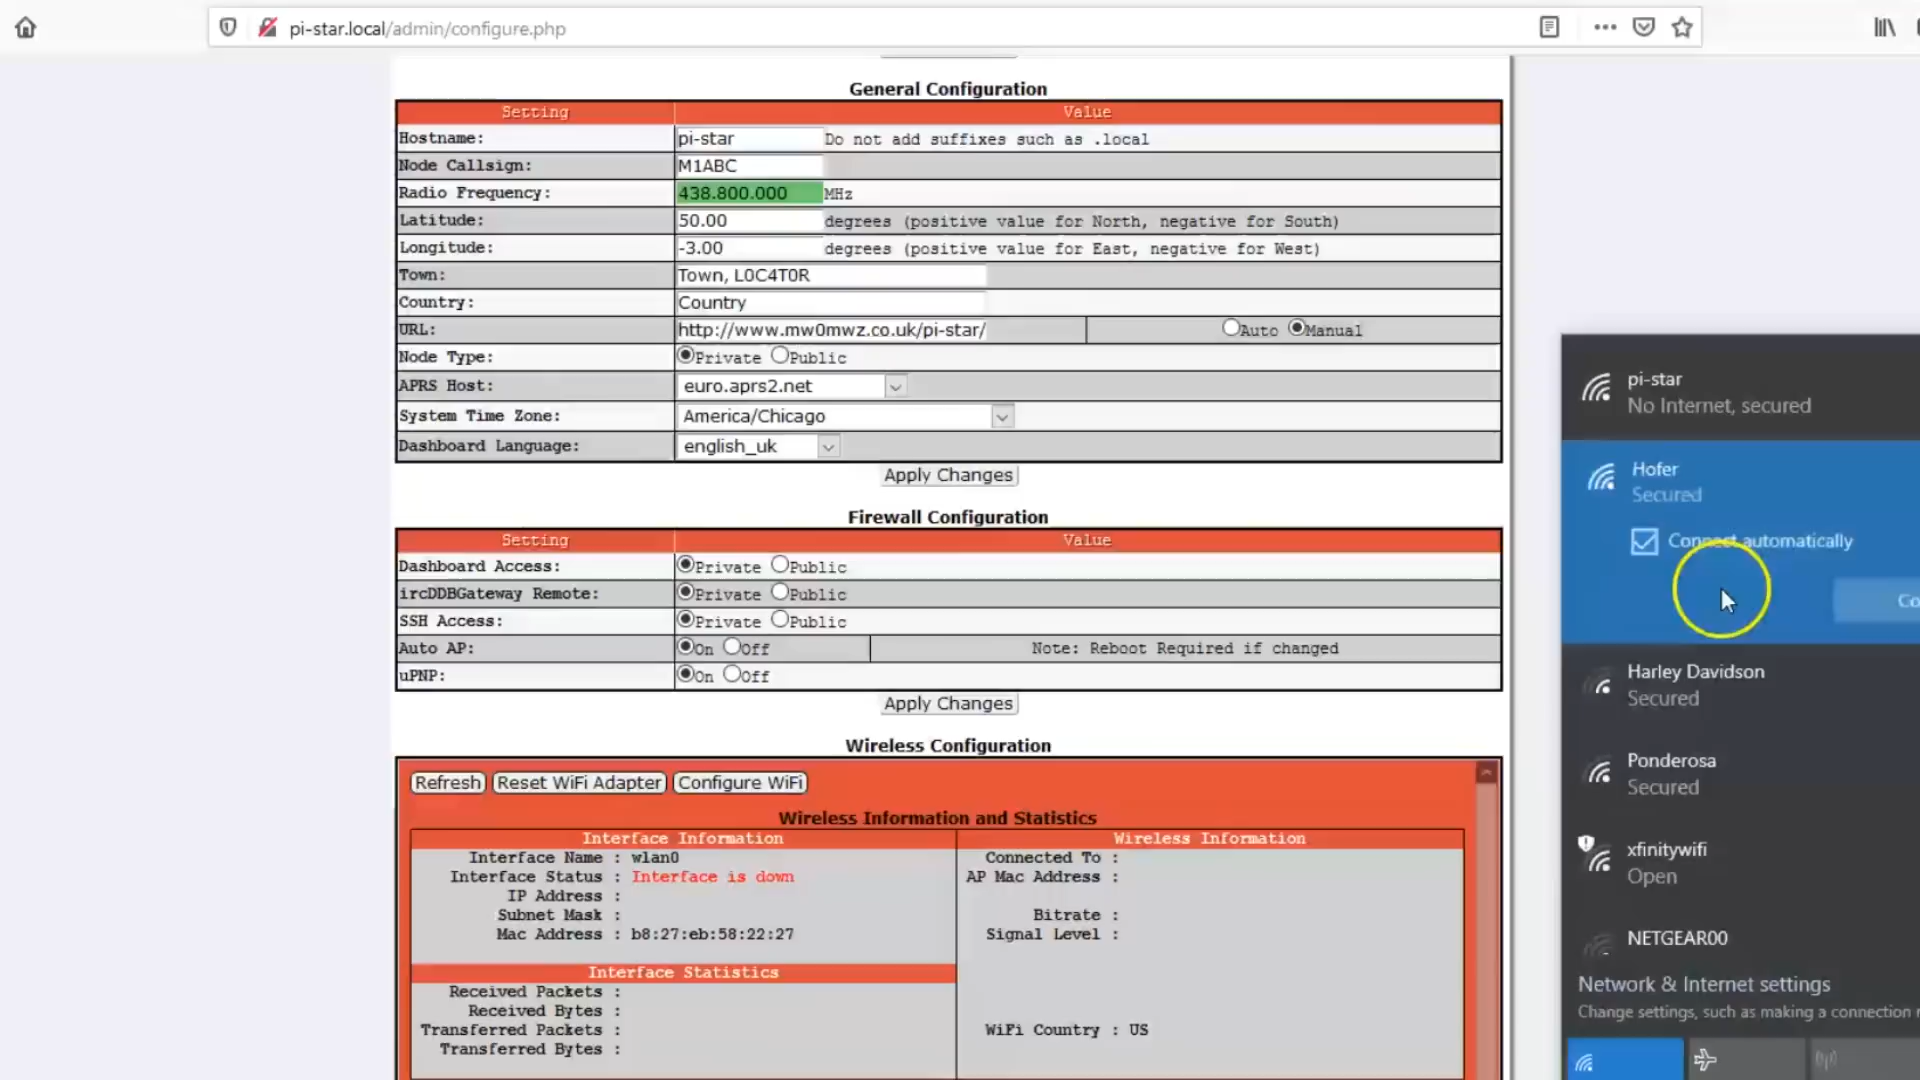 pi-star.local/admin/configure.php
General Configuration
Setting Value
Hostname: pi-star Do not add suffixes such as .local
Node Callsign: M1ABC
Radio Frequency: 438.800.000 MHz
Latitude: 50.00 degrees (positive value for North, negative for South)
Longitude: -3.00 degrees (positive value for East, negative for West)
Town: Town, L0C4T0R
Country: Country
URL: http://www.mw0mwz.co.uk/pi-star/ Auto Manual
Node Type: Private Public
APRS Host: euro.aprs2.net
System Time Zone: America/Chicago
Dashboard Language: english_uk
Apply Changes
Firewall Configuration
Setting Value
Dashboard Access: Private Public
ircDDBGateway Remote: Private Public
SSH Access: Private Public
Auto AP: On Off Note: Reboot Required if changed
uPNP: On Off
Apply Changes
Wireless Configuration
Refresh Reset WiFi Adapter Configure WiFi
Wireless Information and Statistics
Interface Information Wireless Information
Interface Name : wlan0 Connected To :
Interface Status : Interface is down AP Mac Address :
IP Address :
Subnet Mask : Bitrate :
Mac Address : b8:27:eb:58:22:27 Signal Level :
Interface Statistics
Received Packets :
Received Bytes :
Transferred Packets : WiFi Country : US
Transferred Bytes :
pi-star
No Internet, secured
Hofer
Secured
Connect automatically
Co
Harley Davidson
Secured
Ponderosa
Secured
xfinitywifi
Open
NETGEAR00
Network & Internet settings
Change settings, such as making a connection